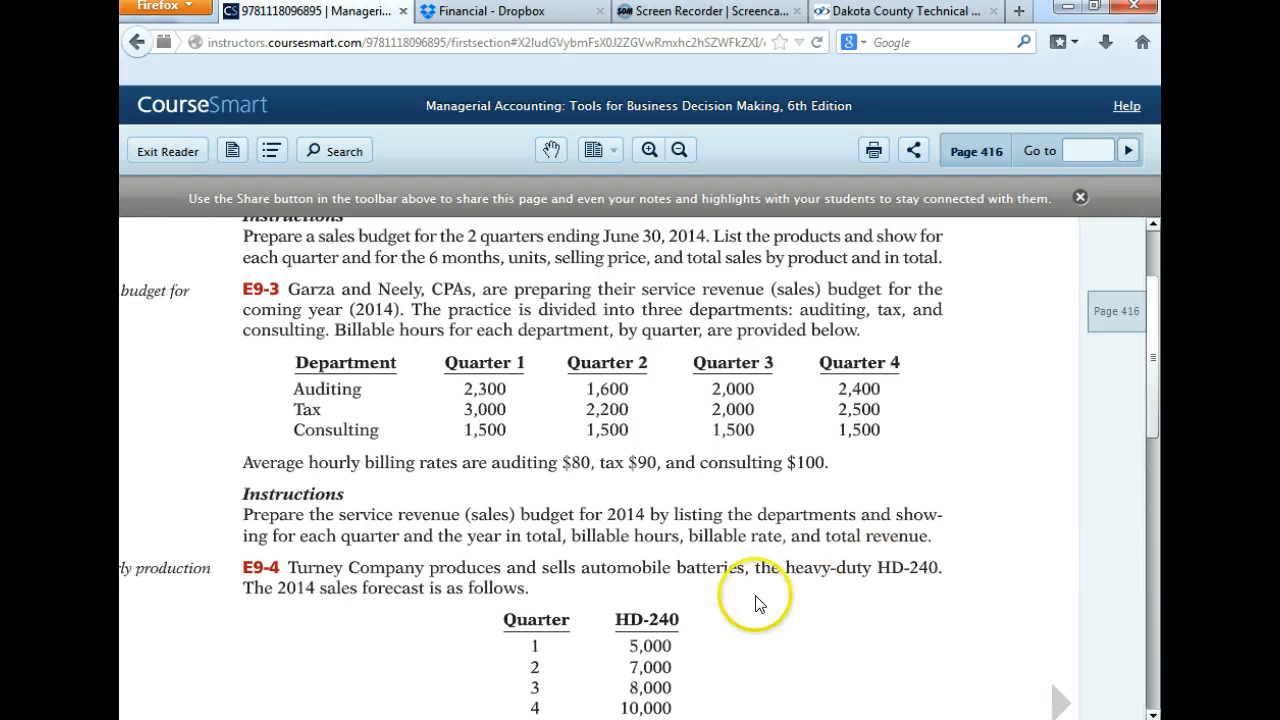 Firefox
CS 9781118096895 | Manageri... ×
Financial - Dropbox ×
SOM Screen Recorder | Screenca... ×
Dakota County Technical ... ×
instructors.coursesmart.com/9781118096895/firstsection#
Google
CourseSmart
Managerial Accounting: Tools for Business Decision Making, 6th Edition
Help
Exit Reader
Search
Page 416
Go to
Use the Share button in the toolbar above to share this page and even your notes and highlights with your students to stay connected with them.
Instructions
Prepare a sales budget for the 2 quarters ending June 30, 2014. List the products and show for
each quarter and for the 6 months, units, selling price, and total sales by product and in total.
budget for
E9-3 Garza and Neely, CPAs, are preparing their service revenue (sales) budget for the
coming year (2014). The practice is divided into three departments: auditing, tax, and
consulting. Billable hours for each department, by quarter, are provided below.
Page 416
Department Quarter 1 Quarter 2 Quarter 3 Quarter 4
Auditing 2,300 1,600 2,000 2,400
Tax 3,000 2,200 2,000 2,500
Consulting 1,500 1,500 1,500 1,500
Average hourly billing rates are auditing $80, tax $90, and consulting $100.
Instructions
Prepare the service revenue (sales) budget for 2014 by listing the departments and show-
ing for each quarter and the year in total, billable hours, billable rate, and total revenue.
ly production
E9-4 Turney Company produces and sells automobile batteries, the heavy-duty HD-240.
The 2014 sales forecast is as follows.
Quarter HD-240
1 5,000
2 7,000
3 8,000
4 10,000